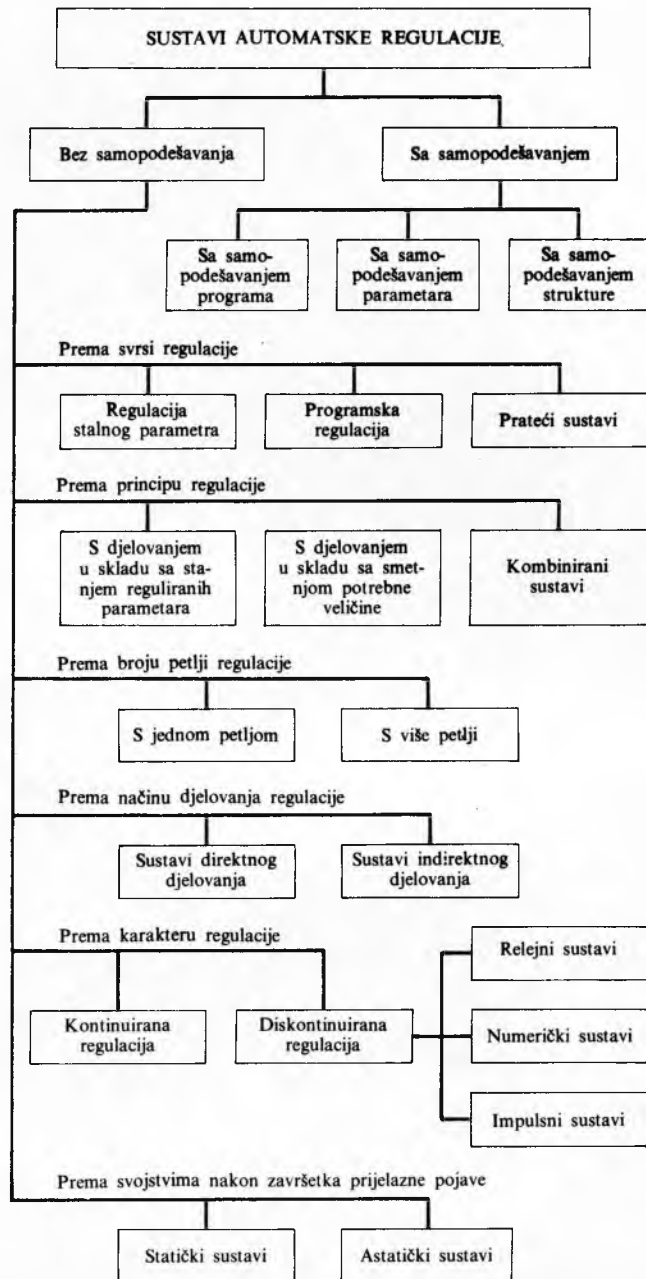 SUSTAVI AUTOMATSKE REGULACIJE
Bez samopodešavanja
Sa samopodešavanjem
Sa samo-
podešavanjem
programa
Sa samo-
podešavanjem
parametara
Sa samo-
podešavanjem
strukture
Prema svrsi regulacije
Regulacija
stalnog parametra
Programska
regulacija
Prateći sustavi
Prema principu regulacije
S djelovanjem
u skladu sa sta-
njem reguliranih
parametara
S djelovanjem
u skladu sa smet-
njom potrebne
veličine
Kombinirani
sustavi
Prema broju petlji regulacije
S jednom petljom
S više petlji
Prema načinu djelovanja regulacije
Sustavi direktnog
djelovanja
Sustavi indirektnog
djelovanja
Prema karakteru regulacije
Kontinuirana
regulacija
Diskontinuirana
regulacija
Relejni sustavi
Numerički sustavi
Impulsni sustavi
Prema svojstvima nakon završetka prijelazne pojave
Statički sustavi
Astatički sustavi